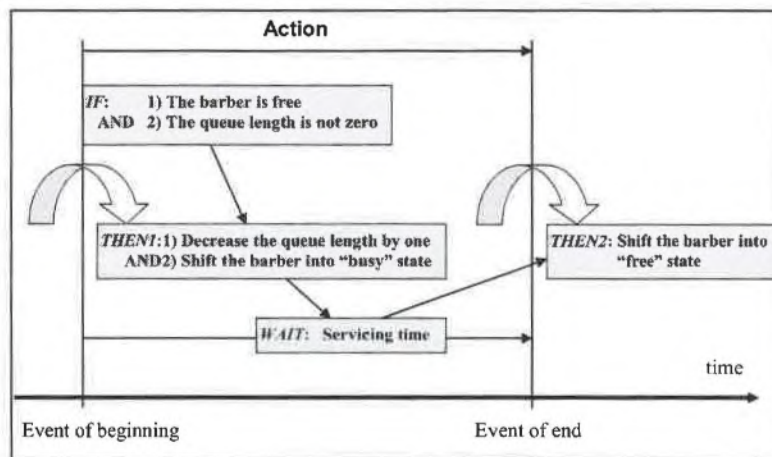 Action
IF: 1) The barber is free
AND 2) The queue length is not zero
THEN1:1) Decrease the queue length by one
AND2) Shift the barber into “busy” state
THEN2: Shift the barber into
“free” state
WAIT: Servicing time
time
Event of beginning
Event of end